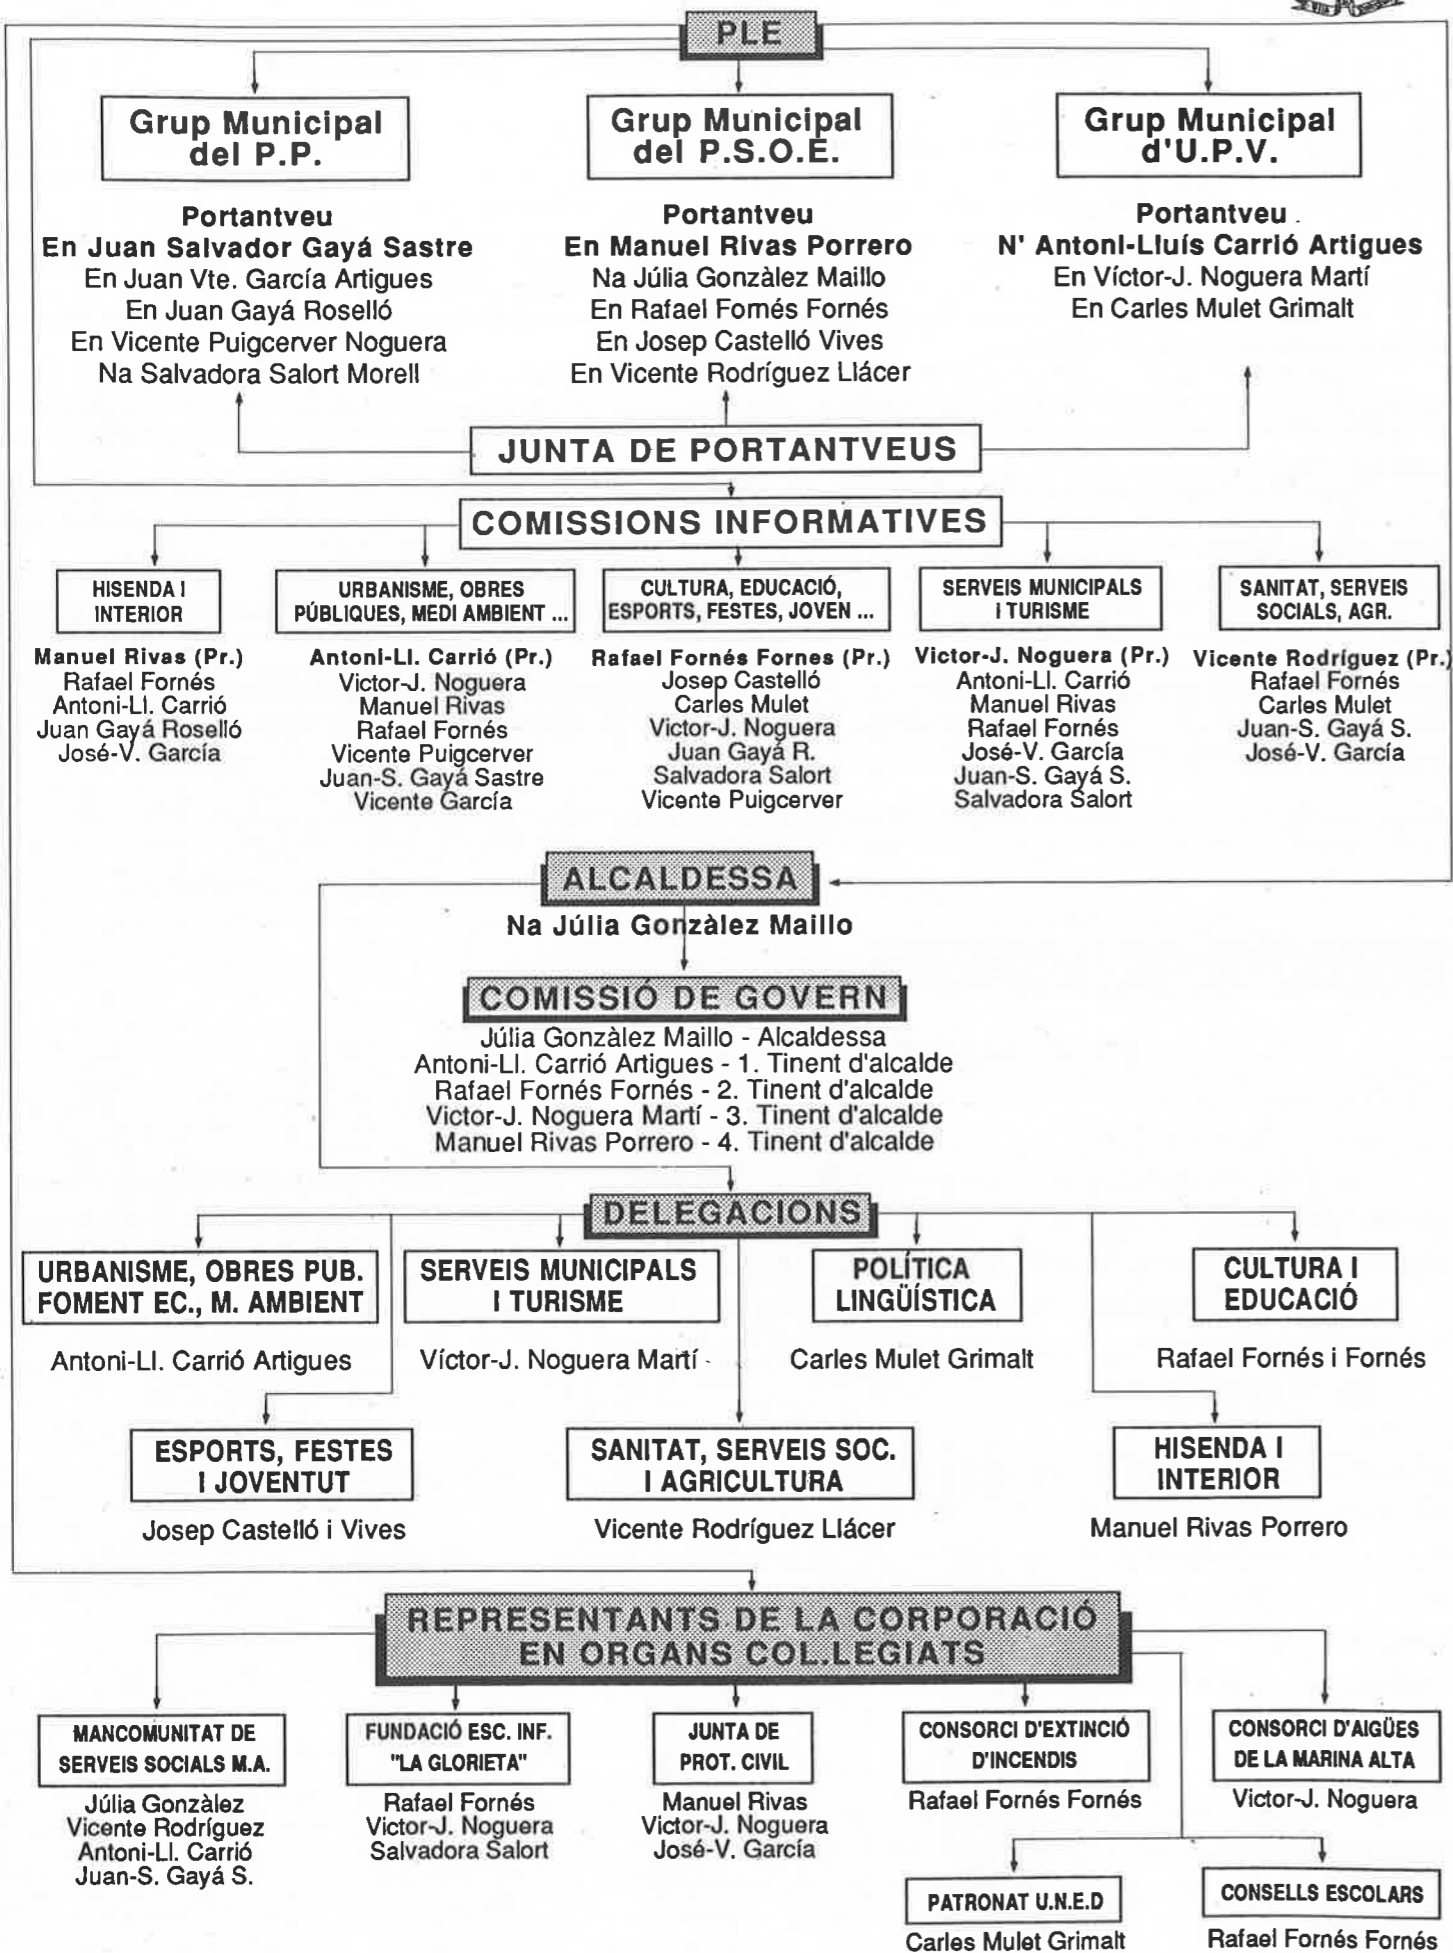 PLE
Grup Municipal
del P.P.
Portantveu
En Juan Salvador Gayá Sastre
En Juan Vte. García Artigues
En Juan Gayá Roselló
En Vicente Puigcerver Noguera
Na Salvadora Salort Morell
Grup Municipal
del P.S.O.E.
Portantveu
En Manuel Rivas Porrero
Na Júlia Gonzàlez Maillo
En Rafael Fornés Fornés
En Josep Castelló Vives
En Vicente Rodríguez Llácer
Grup Municipal
d'U.P.V.
Portantveu
N' Antoni-Lluís Carrió Artigues
En Víctor-J. Noguera Martí
En Carles Mulet Grimalt
JUNTA DE PORTANTVEUS
COMISSIONS INFORMATIVES
HISENDA I
INTERIOR
Manuel Rivas (Pr.)
Rafael Fornés
Antoni-Ll. Carrió
Juan Gayá Roselló
José-V. García
URBANISME, OBRES
PÚBLIQUES, MEDI AMBIENT ...
Antoni-Ll. Carrió (Pr.)
Victor-J. Noguera
Manuel Rivas
Rafael Fornés
Vicente Puigcerver
Juan-S. Gayá Sastre
Vicente García
CULTURA, EDUCACIÓ,
ESPORTS, FESTES, JOVEN ...
Rafael Fornés Fornes (Pr.)
Josep Castelló
Carles Mulet
Victor-J. Noguera
Juan Gayá R.
Salvadora Salort
Vicente Puigcerver
SERVEIS MUNICIPALS
I TURISME
Victor-J. Noguera (Pr.)
Antoni-Ll. Carrió
Manuel Rivas
Rafael Fornés
José-V. García
Juan-S. Gayá S.
Salvadora Salort
SANITAT, SERVEIS
SOCIALS, AGR.
Vicente Rodríguez (Pr.)
Rafael Fornés
Carles Mulet
Juan-S. Gayá S.
José-V. García
ALCALDESSA
Na Júlia Gonzàlez Maillo
COMISSIÓ DE GOVERN
Júlia Gonzàlez Maillo - Alcaldessa
Antoni-Ll. Carrió Artigues - 1. Tinent d'alcalde
Rafael Fornés Fornés - 2. Tinent d'alcalde
Victor-J. Noguera Martí - 3. Tinent d'alcalde
Manuel Rivas Porrero - 4. Tinent d'alcalde
DELEGACIONS
URBANISME, OBRES PUB.
FOMENT EC., M. AMBIENT
Antoni-Ll. Carrió Artigues
SERVEIS MUNICIPALS
I TURISME
Víctor-J. Noguera Martí
POLÍTICA
LINGÜÍSTICA
Carles Mulet Grimalt
CULTURA I
EDUCACIÓ
Rafael Fornés i Fornés
ESPORTS, FESTES
I JOVENTUT
Josep Castelló i Vives
SANITAT, SERVEIS SOC.
I AGRICULTURA
Vicente Rodríguez Llácer
HISENDA I
INTERIOR
Manuel Rivas Porrero
REPRESENTANTS DE LA CORPORACIÓ
EN ORGANS COL.LEGIATS
MANCOMUNITAT DE
SERVEIS SOCIALS M.A.
Júlia Gonzàlez
Vicente Rodríguez
Antoni-Ll. Carrió
Juan-S. Gayá S.
FUNDACIÓ ESC. INF.
"LA GLORIETA"
Rafael Fornés
Victor-J. Noguera
Salvadora Salort
JUNTA DE
PROT. CIVIL
Manuel Rivas
Victor-J. Noguera
José-V. García
CONSORCI D'EXTINCIÓ
D'INCENDIS
Rafael Fornés Fornés
CONSORCI D'AIGÜES
DE LA MARINA ALTA
Victor-J. Noguera
PATRONAT U.N.E.D
Carles Mulet Grimalt
CONSELLS ESCOLARS
Rafael Fornés Fornés